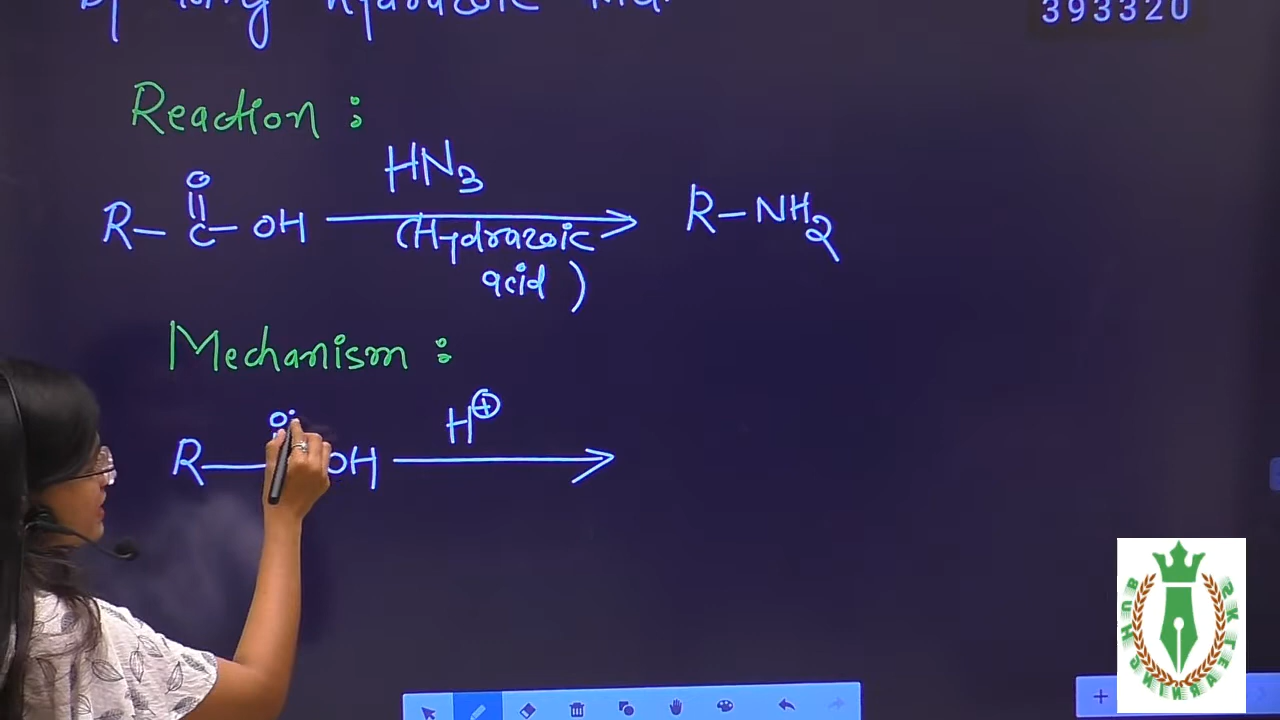 393320
Reaction :
O
R-C-OH HN3 (Hydrazoic acid) R-NH2
Mechanism :
R OH H+